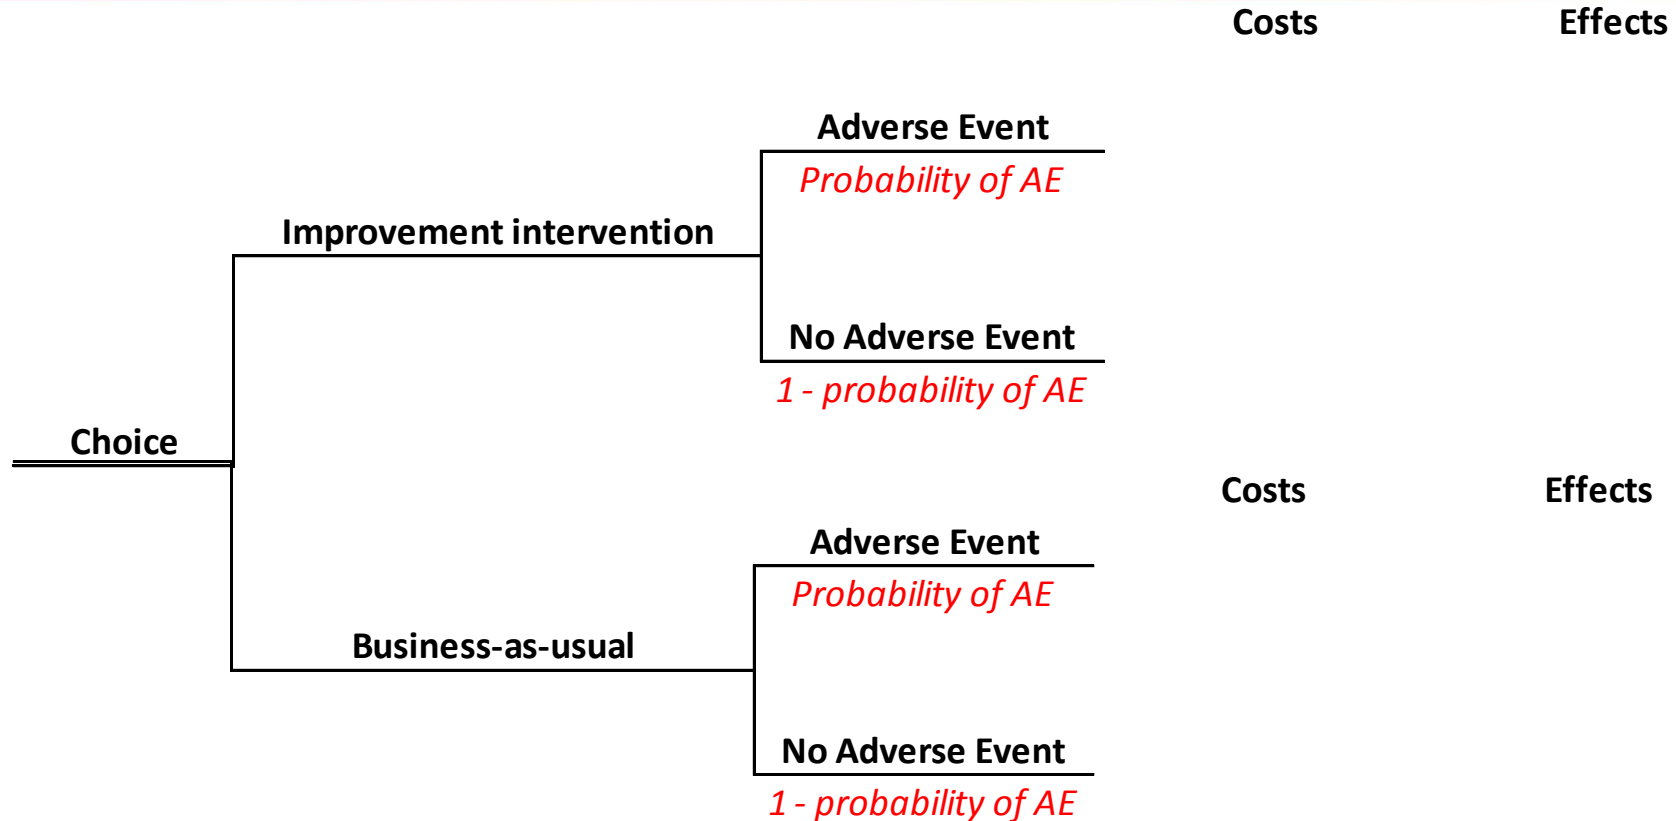 Costs Effects
Adverse Event
Probability of AE
Improvement intervention
No Adverse Event
1 - probability of AE
Choice
Costs Effects
Adverse Event
Probability of AE
Business-as-usual
No Adverse Event
1 - probability of AE